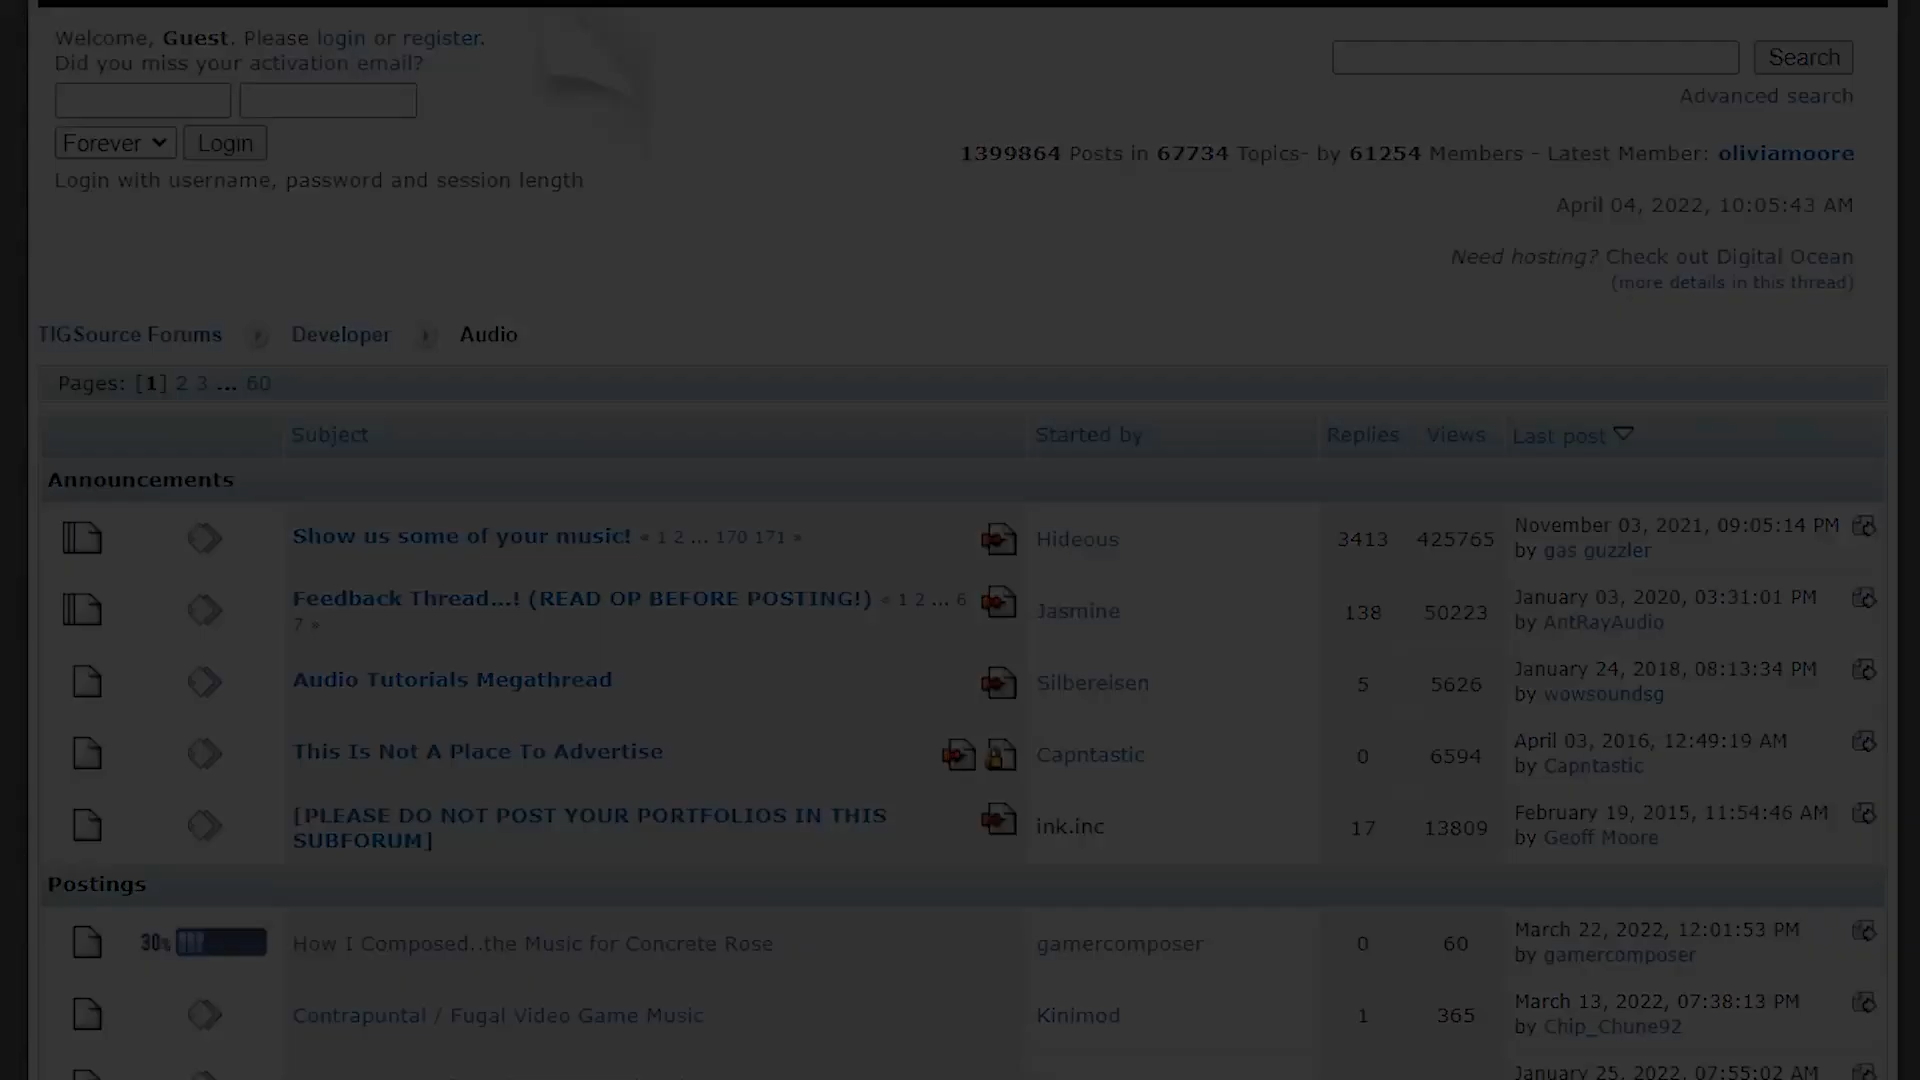 Welcome, Guest. Please login or register.
Did you miss your activation email?
Forever Login
Login with username, password and session length
Search
Advanced search
1399864 Posts in 67734 Topics- by 61254 Members - Latest Member: oliviamoore
April 04, 2022, 10:05:43 AM
Need hosting? Check out Digital Ocean
(more details in this thread)
TIGSource Forums Developer Audio
Pages: [1] 2 3 ... 60
Subject Started by Replies Views Last post
Announcements
Show us some of your music! « 1 2 ... 170 171 » Hideous 3413 425765 November 03, 2021, 09:05:14 PM
by gas guzzler
Feedback Thread...! (READ OP BEFORE POSTING!) « 1 2 ... 6
7 » Jasmine 138 50223 January 03, 2020, 03:31:01 PM
by AntRayAudio
Audio Tutorials Megathread Silbereisen 5 5626 January 24, 2018, 08:13:34 PM
by wowsoundsg
This Is Not A Place To Advertise Capntastic 0 6594 April 03, 2016, 12:49:19 AM
by Capntastic
[PLEASE DO NOT POST YOUR PORTFOLIOS IN THIS
SUBFORUM] ink.inc 17 13809 February 19, 2015, 11:54:46 AM
by Geoff Moore
Postings
30% How I Composed..the Music for Concrete Rose gamercomposer 0 60 March 22, 2022, 12:01:53 PM
by gamercomposer
Contrapuntal / Fugal Video Game Music Kinimod 1 365 March 13, 2022, 07:38:13 PM
by Chip_Chune92
January 25, 2022, 07:55:02 AM